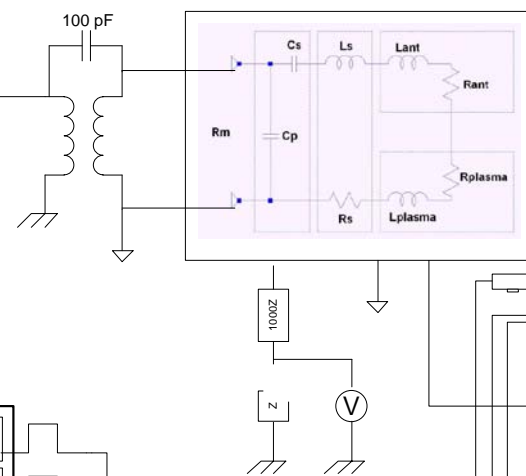 100 pF
Cs
Ls
Lant
Rant
Rm
Cp
Rplasma
Rs
Lplasma
1000Z
Z
V